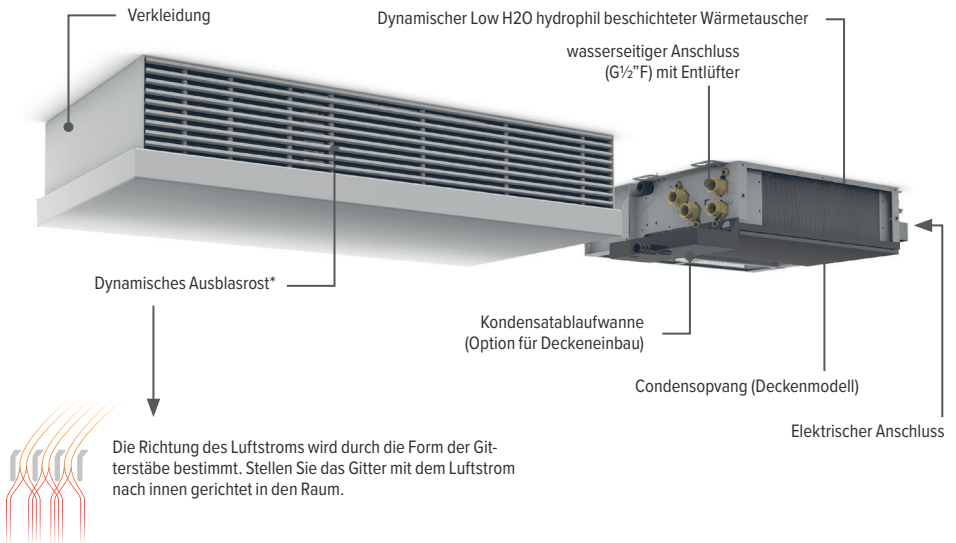 Verkleidung
Dynamischer Low H2O hydrophil beschichteter Wärmetauscher
wasserseitiger Anschluss
(G½”F) mit Entlüfter
Dynamisches Ausblasrost*
Kondensatablaufwanne
(Option für Deckeneinbau)
Condensopvang (Deckenmodell)
Elektrischer Anschluss
Die Richtung des Luftstroms wird durch die Form der Git-
terstäbe bestimmt. Stellen Sie das Gitter mit dem Luftstrom
nach innen gerichtet in den Raum.